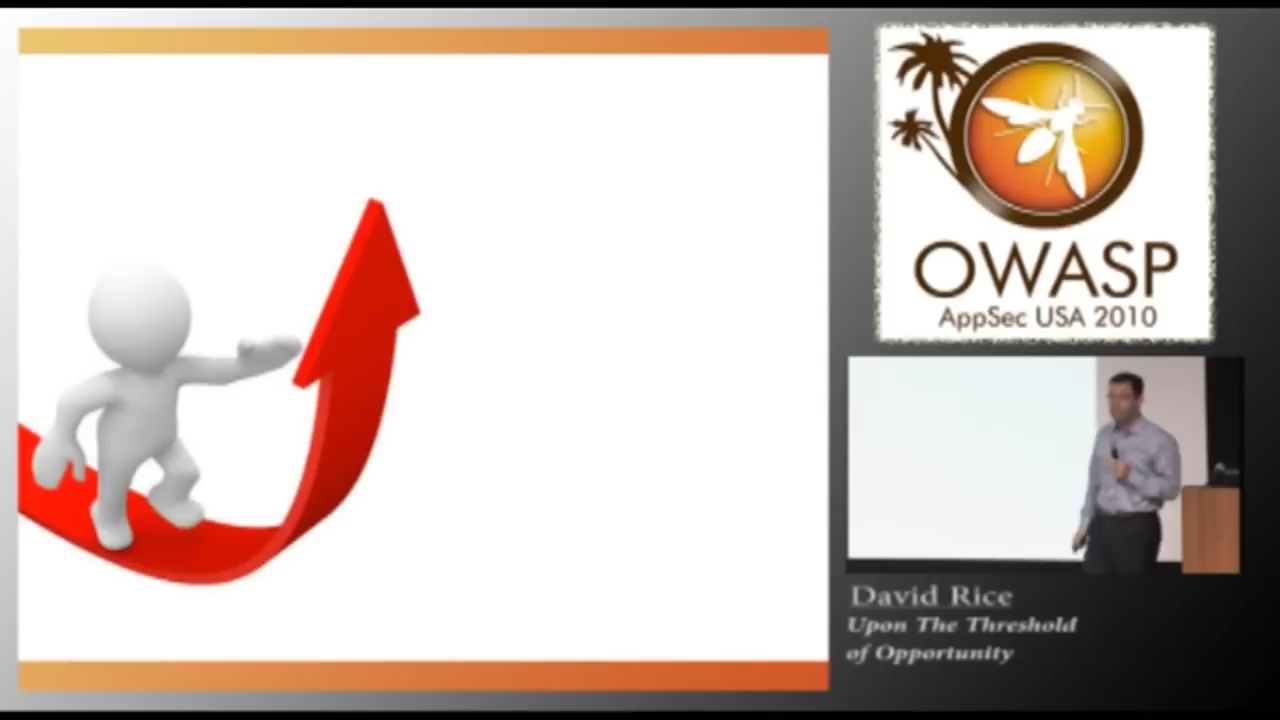 OWASP
AppSec USA 2010
David Rice
Upon The Threshold
of Opportunity